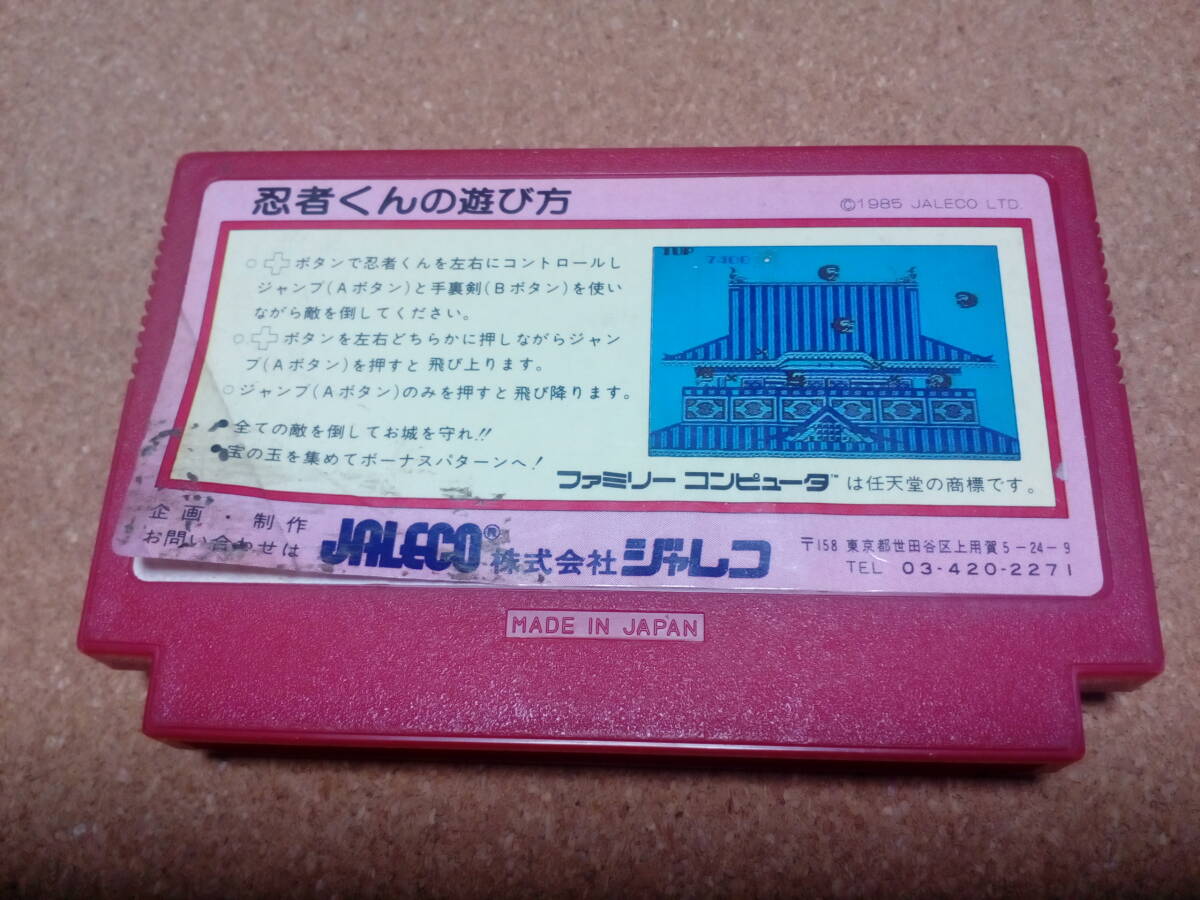 忍者くんの遊び方
©1985 JALECO LTD.
○ボタンで忍者くんを左右にコントロールし
ジャンプ(Aボタン)と手裏剣(Bボタン)を使い
ながら敵を倒してください。
○ボタンを左右どちらかに押しながらジャン
プ(Aボタン)を押すと飛び上ります。
○ジャンプ(Aボタン)のみを押すと飛び降ります。
●全ての敵を倒してお城を守れ!!
●宝の玉を集めてボーナスパターンへ!
1UP
7400
ファミリーコンピュータ™は任天堂の商標です。
企画・制作
お問い合わせは
JALECO® 株式会社ジャレコ
〒158 東京都世田谷区上用賀5-24-9
TEL 03-420-2271
MADE IN JAPAN